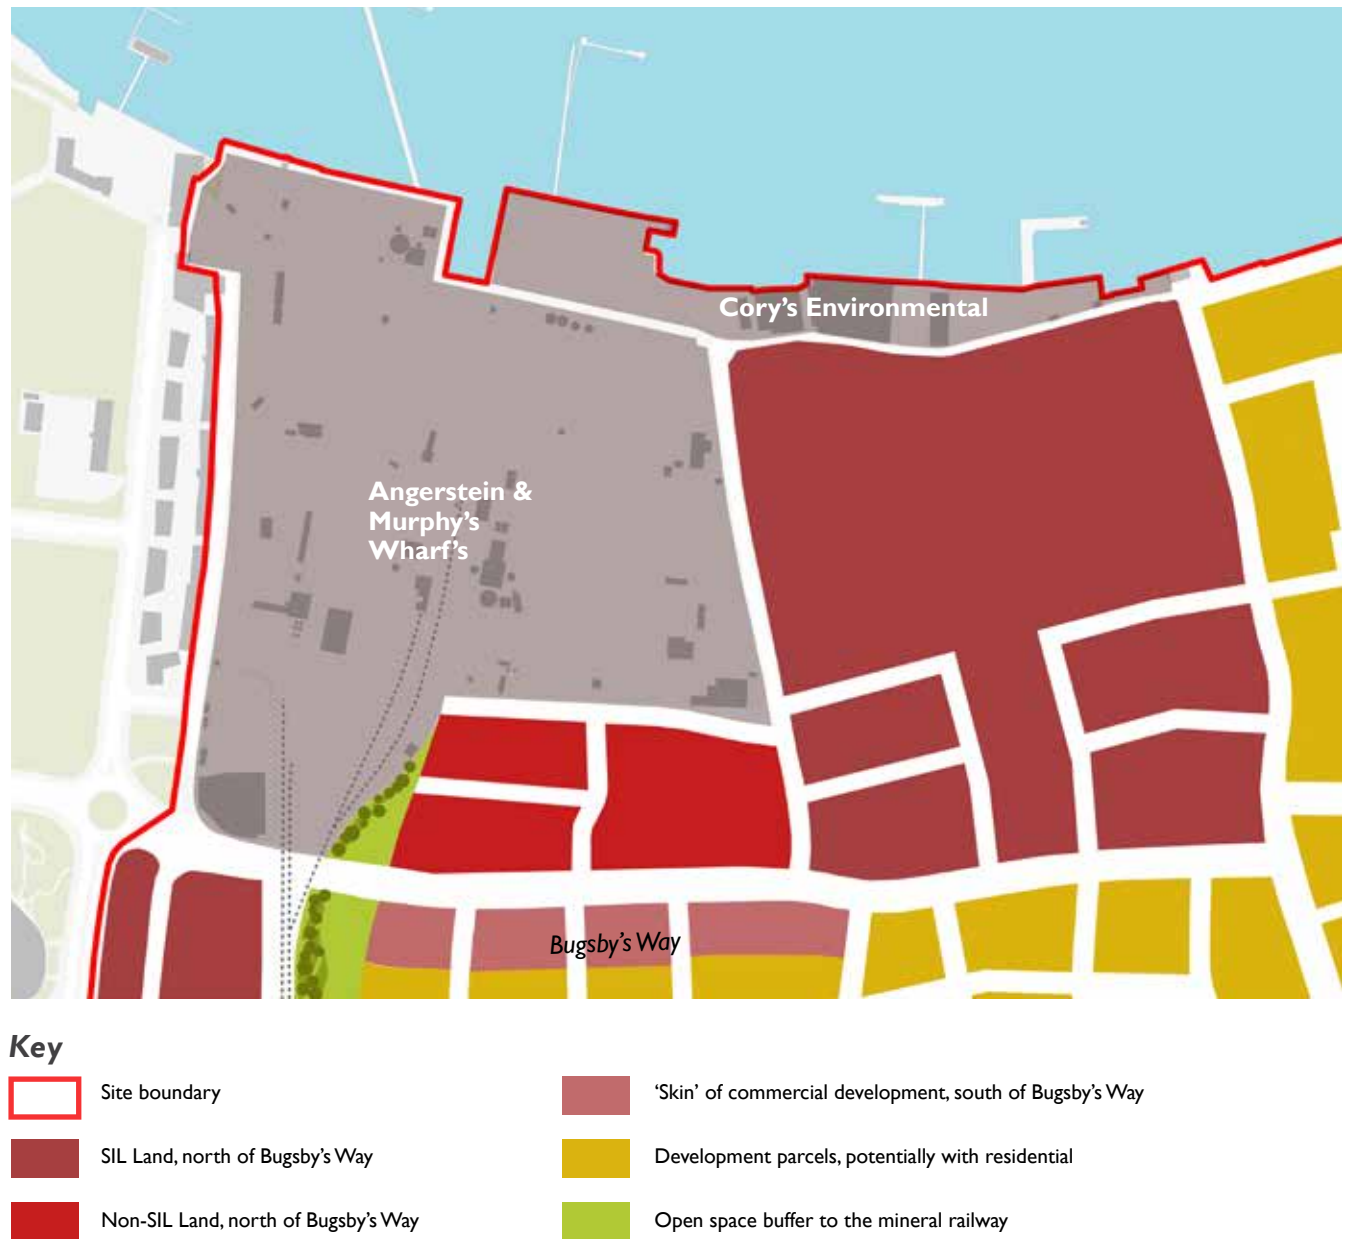 Cory's Environmental
Angerstein &
Murphy's
Wharf's
Bugsby's Way
Key
Site boundary
SIL Land, north of Bugsby's Way
Non-SIL Land, north of Bugsby's Way
‘Skin’ of commercial development, south of Bugsby's Way
Development parcels, potentially with residential
Open space buffer to the mineral railway